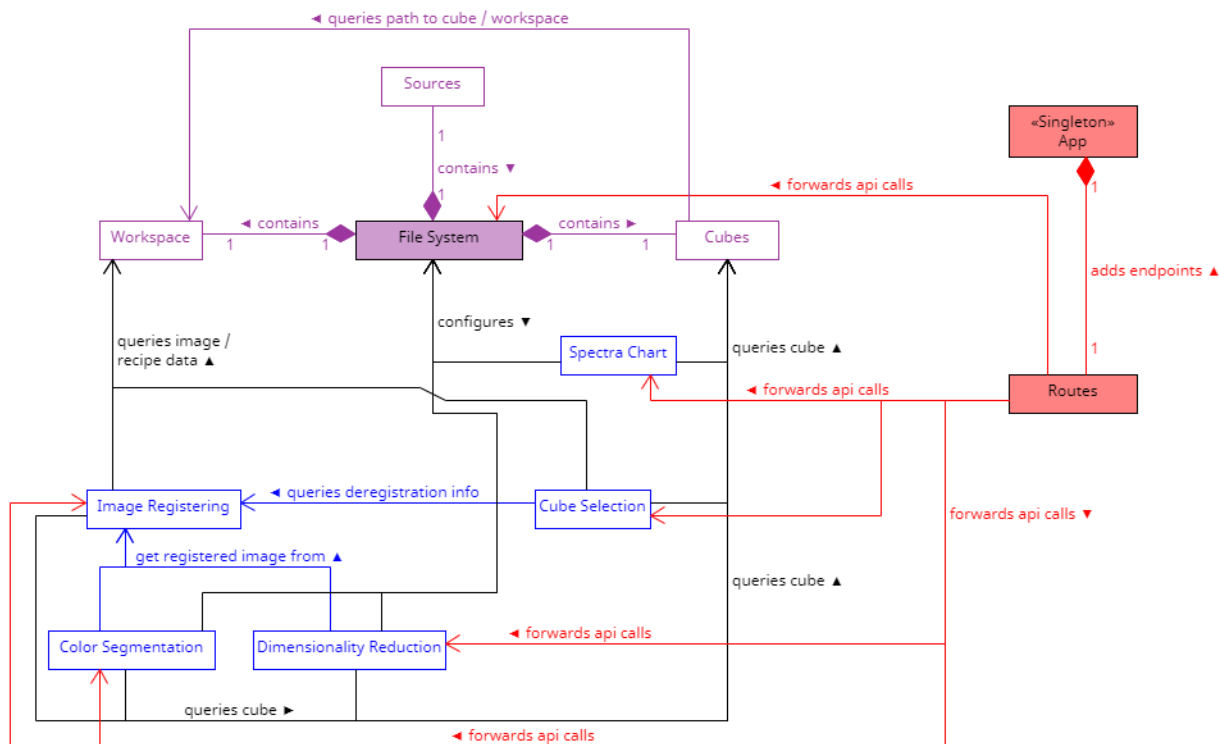 ◄ queries path to cube / workspace
Sources
«Singleton»
App
1
contains ▼
1
◄ forwards api calls
1
Workspace
◄ contains
1
1
File System
contains ►
1
1
Cubes
adds endpoints ▲
queries image /
recipe data ▲
configures ▼
Spectra Chart
queries cube ▲
1
◄ forwards api calls
Routes
Image Registering
◄ queries deregistration info
Cube Selection
forwards api calls ▼
get registered image from ▲
queries cube ▲
Color Segmentation
Dimensionality Reduction
◄ forwards api calls
queries cube ►
◄ forwards api calls